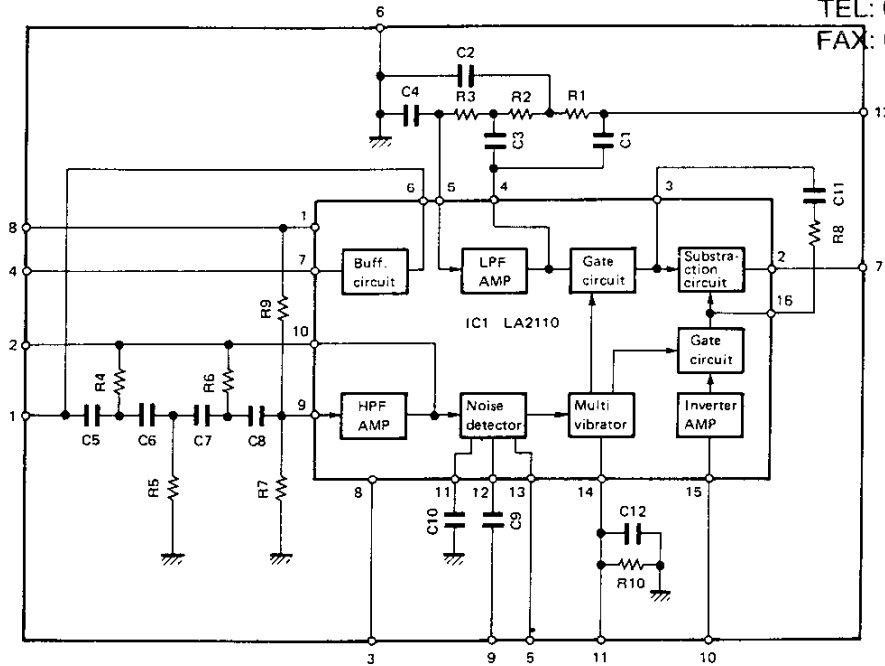 TEL:
FAX:
6
C2
C4
R3
R2
R1
C3
C1
6
5
4
3
C11
R8
8
1
4
7
Buff. circuit
LPF AMP
Gate circuit
Substra-
ction
circuit
2
7
16
R9
IC1 LA2110
Gate circuit
2
10
R4
R6
1
9
C5
C6
C7
C8
HPF AMP
Noise detector
Multi vibrator
Inverter AMP
R5
R7
8
11
12
13
14
15
C10
C9
C12
R10
3
9
5
11
10